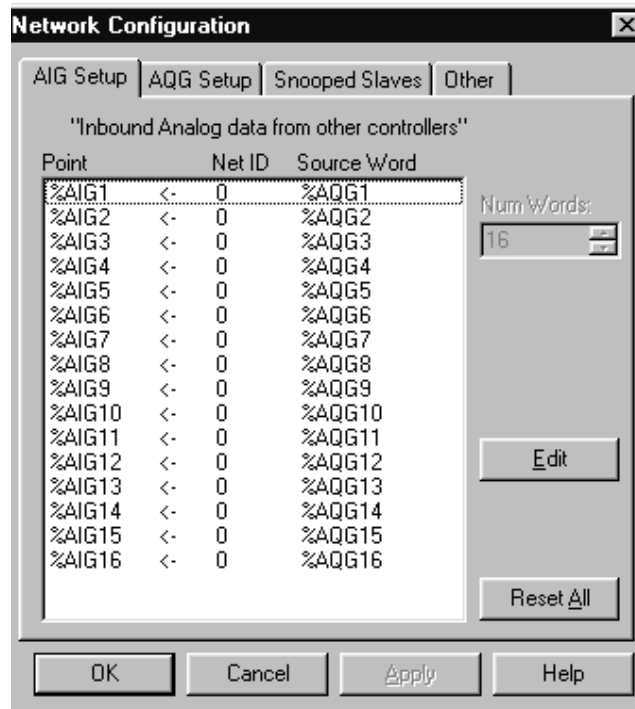 Network Configuration
AIG Setup AQG Setup Snooped Slaves Other
"Inbound Analog data from other controllers"
Point Net ID Source Word
%AIG1 <- 0 %AQG1
%AIG2 <- 0 %AQG2
%AIG3 <- 0 %AQG3
%AIG4 <- 0 %AQG4
%AIG5 <- 0 %AQG5
%AIG6 <- 0 %AQG6
%AIG7 <- 0 %AQG7
%AIG8 <- 0 %AQG8
%AIG9 <- 0 %AQG9
%AIG10 <- 0 %AQG10
%AIG11 <- 0 %AQG11
%AIG12 <- 0 %AQG12
%AIG13 <- 0 %AQG13
%AIG14 <- 0 %AQG14
%AIG15 <- 0 %AQG15
%AIG16 <- 0 %AQG16
Num Words:
16
Edit
Reset All
OK Cancel Apply Help